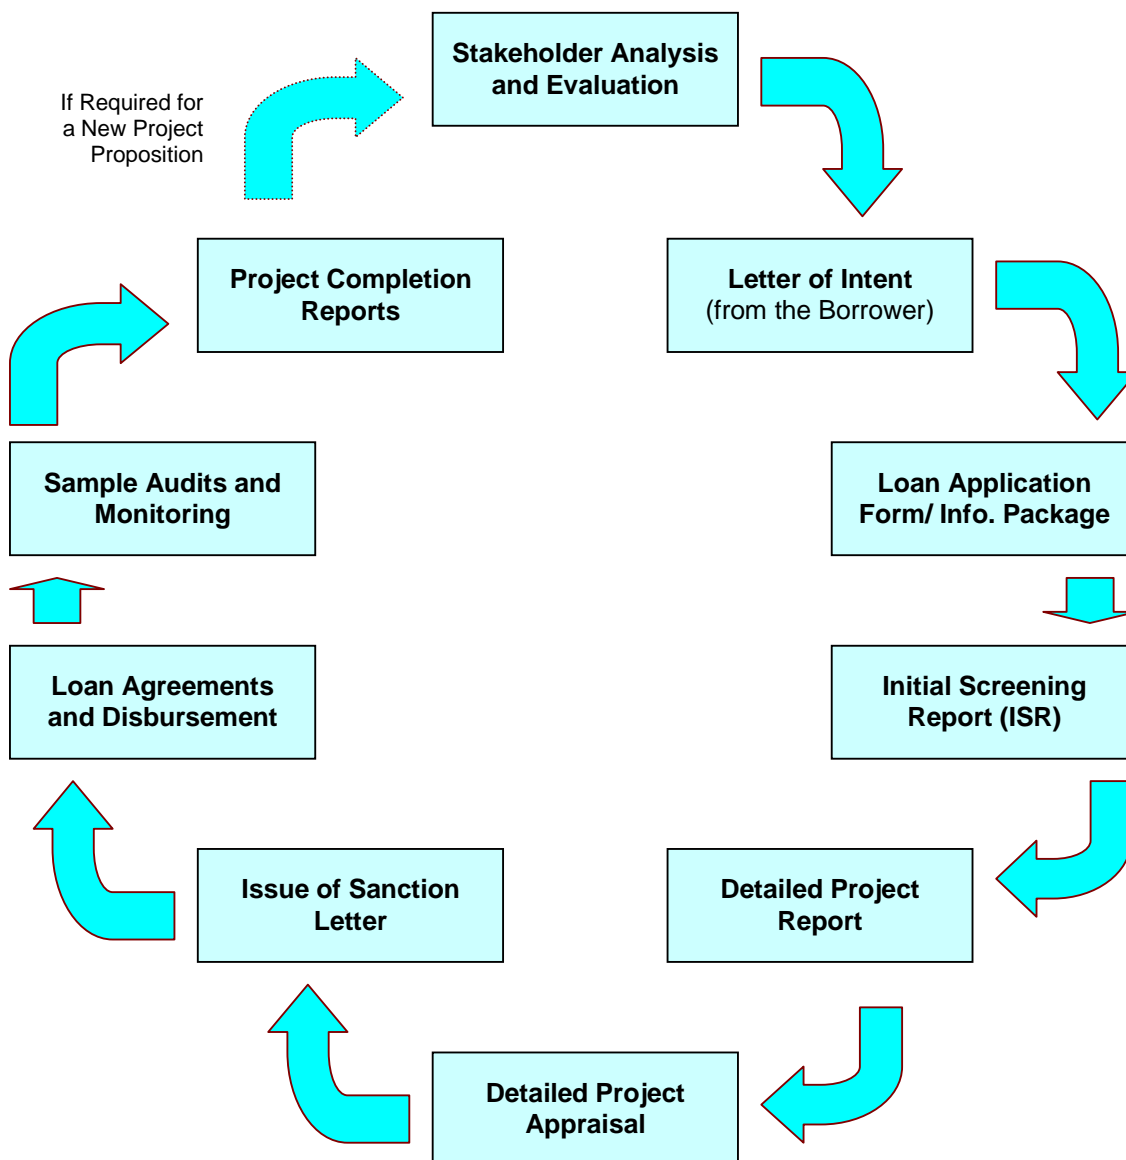 Stakeholder Analysis
and Evaluation
If Required for
a New Project
Proposition
Project Completion
Reports
Letter of Intent
(from the Borrower)
Sample Audits and
Monitoring
Loan Application
Form/ Info. Package
Loan Agreements
and Disbursement
Initial Screening
Report (ISR)
Issue of Sanction
Letter
Detailed Project
Report
Detailed Project
Appraisal